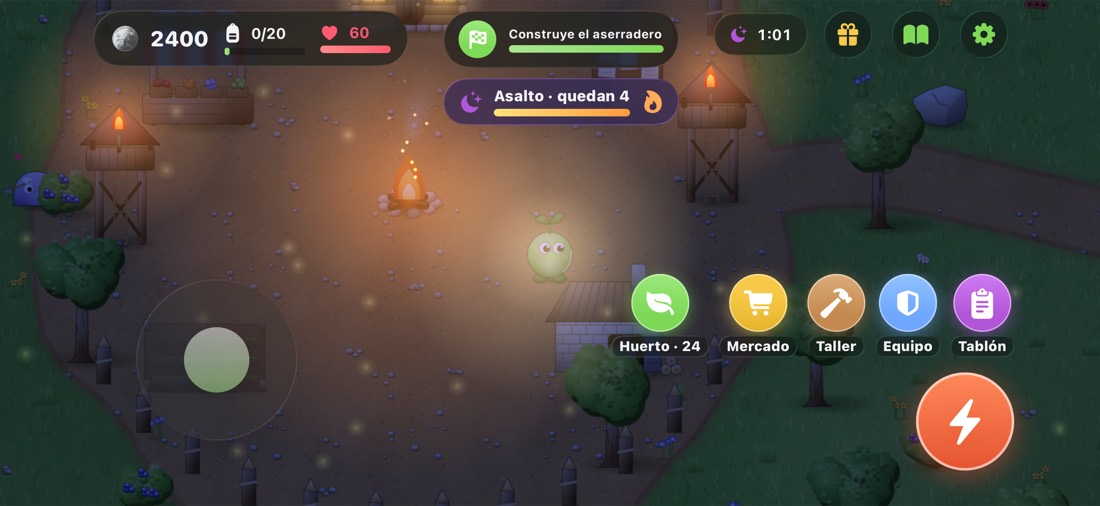 2400
0/20
60
Construye el aserradero
1:01
Asalto · quedan 4
Huerto · 24
Mercado
Taller
Equipo
Tablón